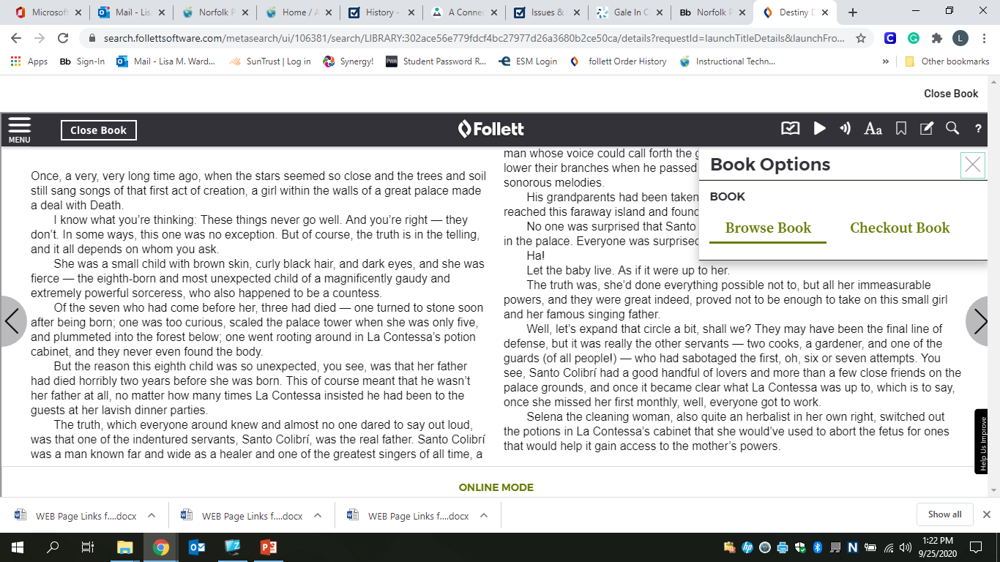 Microsof
Mail - Lis
Norfolk P
Home / A
History -
A Connec
Issues &
Gale In C
Bb Norfolk P
Destiny D
search.follettsoftware.com/metasearch/ui/106381/search/LIBRARY:302ace56e779fdcf4bc27977d26a3680b2ce50ca/details?requestId=launchTitleDetails&launchFro...
C
G
L
Apps
Bb Sign-In
Mail - Lisa M. Ward...
SunTrust | Log in
Synergy!
PWM Student Password R...
ESM Login
follett Order History
Instructional Techn...
»
Other bookmarks
Close Book
MENU
Close Book
Follett
Aa
?
Once, a very, very long time ago, when the stars seemed so close and the trees and soil
still sang songs of that first act of creation, a girl within the walls of a great palace made
a deal with Death.
I know what you're thinking: These things never go well. And you're right — they
don't. In some ways, this one was no exception. But of course, the truth is in the telling,
and it all depends on whom you ask.
She was a small child with brown skin, curly black hair, and dark eyes, and she was
fierce — the eighth-born and most unexpected child of a magnificently gaudy and
extremely powerful sorceress, who also happened to be a countess.
Of the seven who had come before her, three had died — one turned to stone soon
after being born; one was too curious, scaled the palace tower when she was only five,
and plummeted into the forest below; one went rooting around in La Contessa's potion
cabinet, and they never even found the body.
But the reason this eighth child was so unexpected, you see, was that her father
had died horribly two years before she was born. This of course meant that he wasn't
her father at all, no matter how many times La Contessa insisted he had been to the
guests at her lavish dinner parties.
The truth, which everyone around knew and almost no one dared to say out loud,
was that one of the indentured servants, Santo Colibrí, was the real father. Santo Colibrí
was a man known far and wide as a healer and one of the greatest singers of all time, a
man whose voice could call forth the g
lower their branches when he passed
sonorous melodies.
His grandparents had been taken
reached this faraway island and found
No one was surprised that Santo
in the palace. Everyone was surprised
Ha!
Let the baby live. As if it were up to her.
The truth was, she'd done everything possible not to, but all her immeasurable
powers, and they were great indeed, proved not to be enough to take on this small girl
and her famous singing father.
Well, let's expand that circle a bit, shall we? They may have been the final line of
defense, but it was really the other servants — two cooks, a gardener, and one of the
guards (of all people!) — who had sabotaged the first, oh, six or seven attempts. You
see, Santo Colibrí had a good handful of lovers and more than a few close friends on the
palace grounds, and once it became clear what La Contessa was up to, which is to say,
once she missed her first monthly, well, everyone got to work.
Selena the cleaning woman, also quite an herbalist in her own right, switched out
the potions in La Contessa's cabinet that she would've used to abort the fetus for ones
that would help it gain access to the mother's powers.
Book Options
BOOK
Browse Book
Checkout Book
Help Us Improve
ONLINE MODE
WEB Page Links f....docx
WEB Page Links f....docx
WEB Page Links f....docx
Show all
1:22 PM
9/25/2020